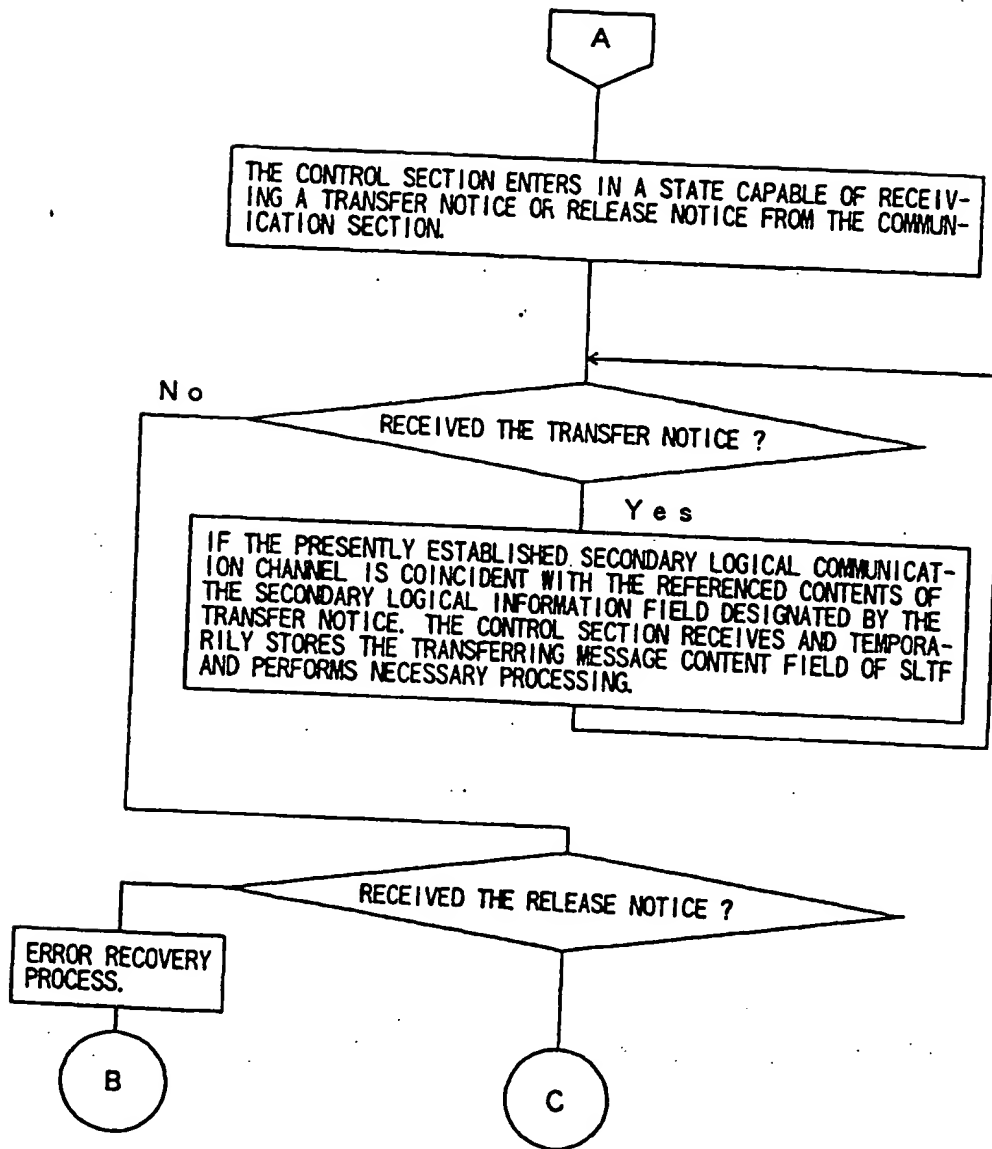 A
THE CONTROL SECTION ENTERS IN A STATE CAPABLE OF RECEIV-
ING A TRANSFER NOTICE OR RELEASE NOTICE FROM THE COMMUN-
ICATION SECTION.
No
RECEIVED THE TRANSFER NOTICE ?
Yes
IF THE PRESENTLY ESTABLISHED SECONDARY LOGICAL COMMUNICAT-
ION CHANNEL IS COINCIDENT WITH THE REFERENCED CONTENTS OF
THE SECONDARY LOGICAL INFORMATION FIELD DESIGNATED BY THE
TRANSFER NOTICE. THE CONTROL SECTION RECEIVES AND TEMPORA-
RILY STORES THE TRANSFERRING MESSAGE CONTENT FIELD OF SLTF
AND PERFORMS NECESSARY PROCESSING.
RECEIVED THE RELEASE NOTICE ?
ERROR RECOVERY
PROCESS.
B
C